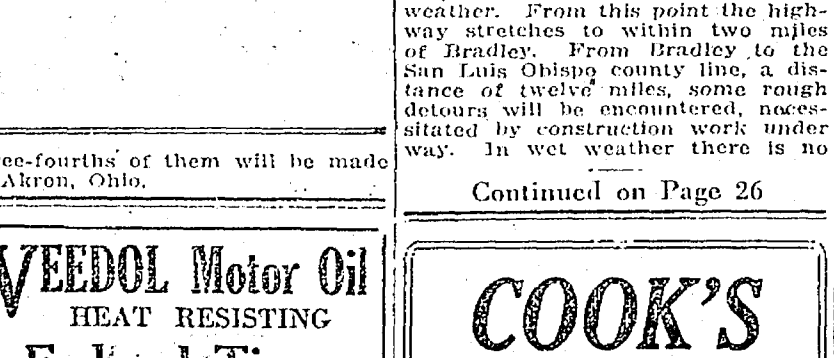 weather. From this point the high-
way stretches to within two miles
of Bradley. From Bradley to the
San Luis Obispo county line, a dis-
tance of twelve miles, some rough
detours will be encountered, neces-
sitated by construction work under
way. In wet weather there is no
Continued on Page 26
ee-fourths of them will be made
Akron, Ohio.
VEEDOL Motor Oil
HEAT RESISTING
COOK'S